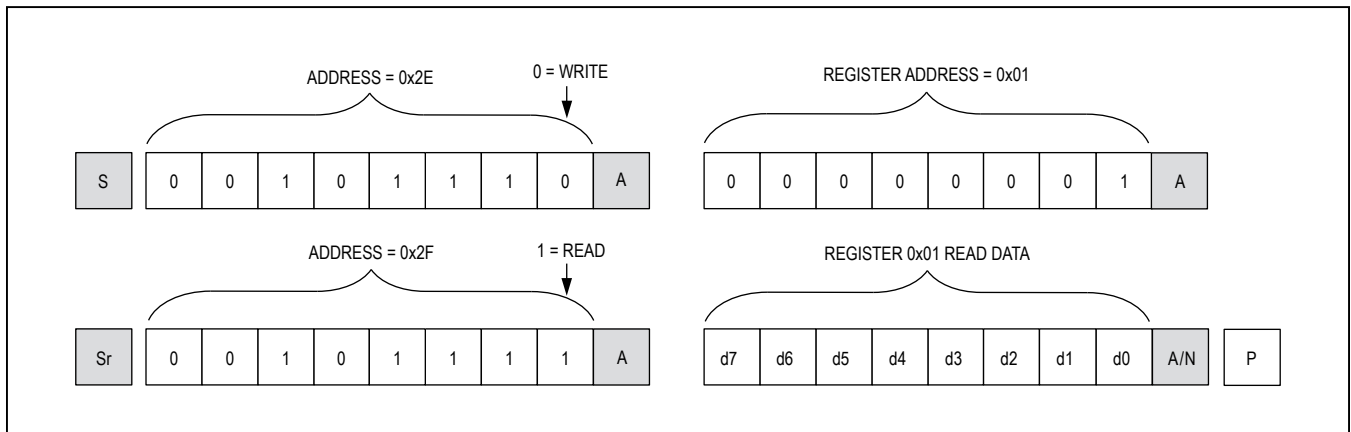 ADDRESS = 0x2E 0 = WRITE REGISTER ADDRESS = 0x01
S 0 0 1 0 1 1 1 0 A 0 0 0 0 0 0 0 1 A
ADDRESS = 0x2F 1 = READ REGISTER 0x01 READ DATA
Sr 0 0 1 0 1 1 1 1 A d7 d6 d5 d4 d3 d2 d1 d0 A/N P